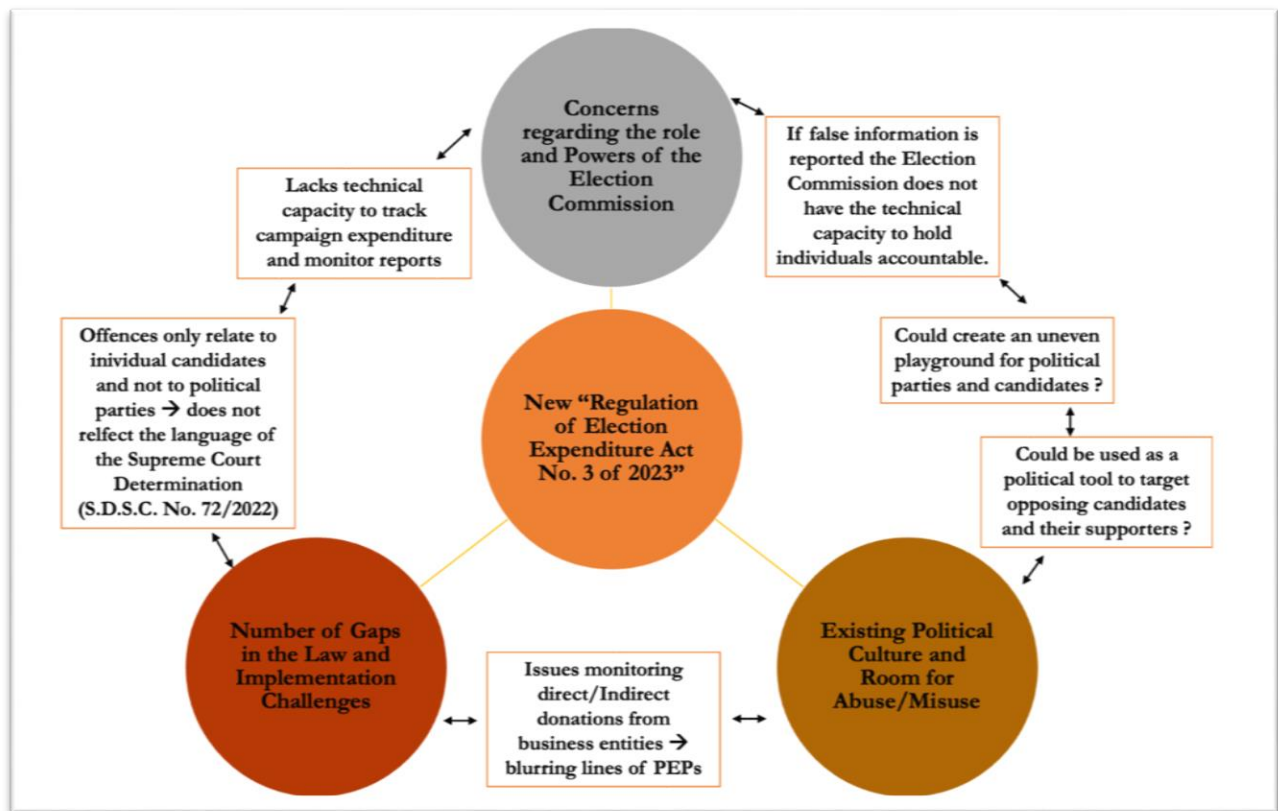 Concerns
regarding the role
and Powers of the
Election
Commission
If false information is
reported the Election
Commission does not
have the technical
capacity to hold
individuals accountable.
Lacks technical
capacity to track
campaign expenditure
and monitor reports
Offences only relate to
inividual candidates
and not to political
parties → does not
relfect the language of
the Supreme Court
Determination
(S.D.S.C. No. 72/2022)
New “Regulation
of Election
Expenditure Act
No. 3 of 2023”
Could create an uneven
playground for political
parties and candidates ?
Could be used as a
political tool to target
opposing candidates
and their supporters ?
Number of Gaps
in the Law and
Implementation
Challenges
Issues monitoring
direct/Indirect
donations from
business entities →
blurring lines of PEPs
Existing Political
Culture and
Room for
Abuse/Misuse